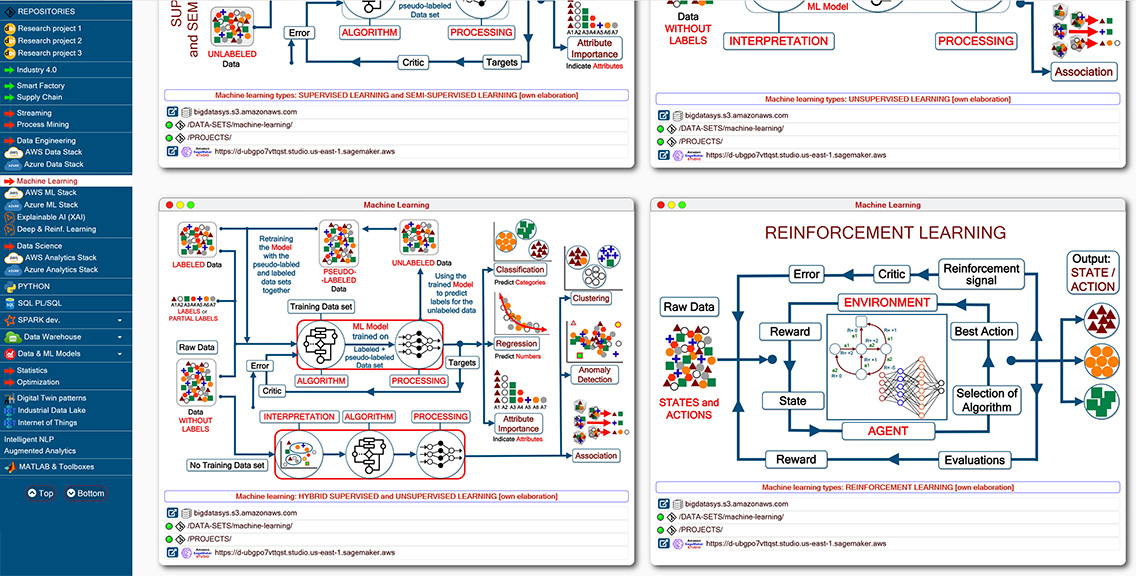 REPOSITORIES
Research project 1
Research project 2
Research project 3
Industry 4.0
Smart Factory
Supply Chain
Streaming
Process Mining
Data Engineering
AWS Data Stack
Azure Data Stack
Machine Learning
AWS ML Stack
Azure ML Stack
Explainable AI (XAI)
Deep & Reinf. Learning
Data Science
AWS Analytics Stack
Azure Analytics Stack
PYTHON
SQL PL/SQL
SPARK dev.
Data Warehouse
Data & ML Models
Statistics
Optimization
Digital Twin patterns
Industrial Data Lake
Internet of Things
Intelligent NLP
Augmented Analytics
MATLAB & Toolboxes
Top
Bottom
and SEM
UNLABELED
Data
Error
pseudo-labeled
Data set
ALGORITHM
PROCESSING
Critic
Targets
A1 A2 A3 A4 A5 A6 A7
Attribute
Importance
Indicate Attributes
Machine learning types: SUPERVISED LEARNING and SEMI-SUPERVISED LEARNING [own elaboration]
bigdatasys.s3.amazonaws.com
/DATA-SETS/machine-learning/
/PROJECTS/
https://d-ubgpo7vttqst.studio.us-east-1.sagemaker.aws
Data
WITHOUT
LABELS
ML Model
INTERPRETATION
PROCESSING
Association
Machine learning types: UNSUPERVISED LEARNING [own elaboration]
bigdatasys.s3.amazonaws.com
/DATA-SETS/machine-learning/
/PROJECTS/
https://d-ubgpo7vttqst.studio.us-east-1.sagemaker.aws
Machine Learning
LABELED Data
Retraining
the Model
with the
pseudo-labeled
and labeled
data sets
together
PSEUDO-
-LABELED
Data
UNLABELED Data
Using the
trained Model
to predict
labels for the
unlabeled data
A1 A2 A3 A4 A5 A6 A7
LABELS or
PARTIAL LABELS
Training Data set
ML Model
trained on
Labeled +
pseudo-labeled
Data set
Raw Data
Error
ALGORITHM
PROCESSING
Critic
Targets
Data
WITHOUT
LABELS
INTERPRETATION
ALGORITHM
PROCESSING
No Training Data set
Classification
Predict Categories
Regression
Predict Numbers
A1 A2 A3 A4 A5 A6 A7
Attribute
Importance
Indicate Attributes
Clustering
Anomaly
Detection
Association
Machine learning: HYBRID SUPERVISED and UNSUPERVISED LEARNING [own elaboration]
bigdatasys.s3.amazonaws.com
/DATA-SETS/machine-learning/
/PROJECTS/
https://d-ubgpo7vttqst.studio.us-east-1.sagemaker.aws
Machine Learning
REINFORCEMENT LEARNING
Error
Critic
Reinforcement
signal
Output:
STATE /
ACTION
Raw Data
ENVIRONMENT
Reward
Best Action
State
Selection of
Algorithm
STATES and
ACTIONS
AGENT
Reward
Evaluations
Machine learning types: REINFORCEMENT LEARNING [own elaboration]
bigdatasys.s3.amazonaws.com
/DATA-SETS/machine-learning/
/PROJECTS/
https://d-ubgpo7vttqst.studio.us-east-1.sagemaker.aws